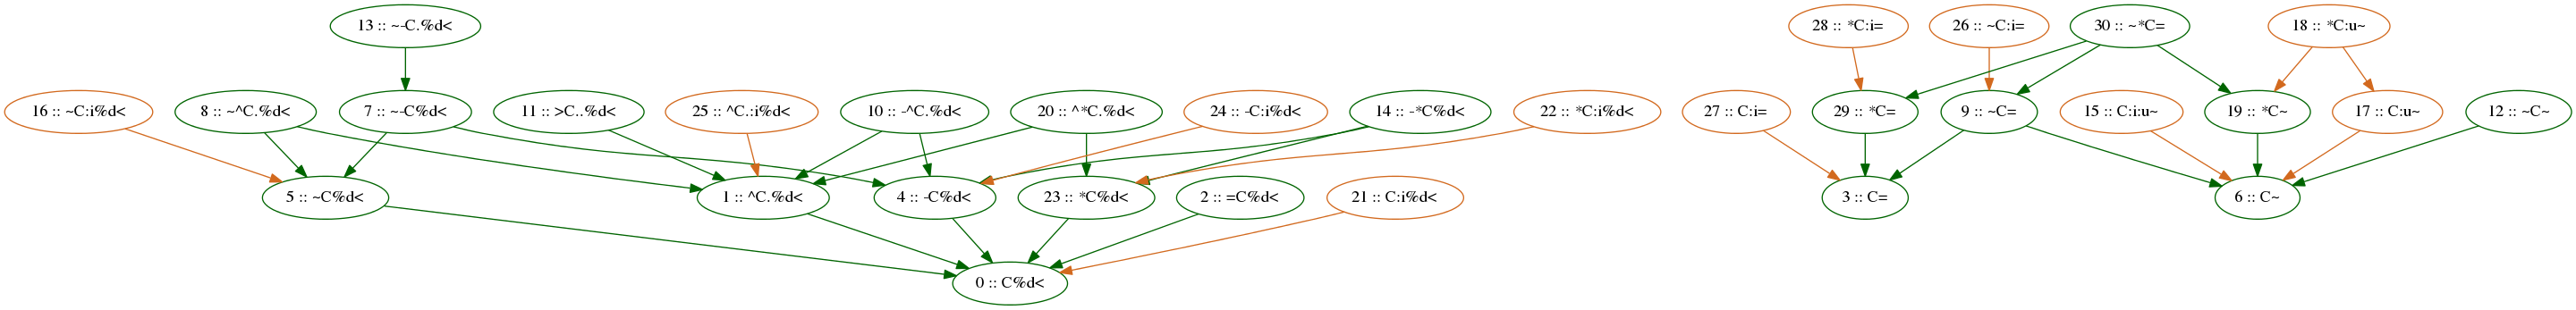 13 :: ~-C.%d<
28 :: *C:i=
26 :: ~C:i=
30 :: ~*C=
18 :: *C:u~
16 :: ~C:i%d<
8 :: ~^C.%d<
7 :: ~-C%d<
11 :: >C..%d<
25 :: ^C.:i%d<
10 :: -^C.%d<
20 :: ^*C.%d<
24 :: -C:i%d<
14 :: -*C%d<
22 :: *C:i%d<
27 :: C:i=
29 :: *C=
9 :: ~C=
15 :: C:i:u~
19 :: *C~
17 :: C:u~
12 :: ~C~
5 :: ~C%d<
1 :: ^C.%d<
4 :: -C%d<
23 :: *C%d<
2 :: =C%d<
21 :: C:i%d<
3 :: C=
6 :: C~
0 :: C%d<